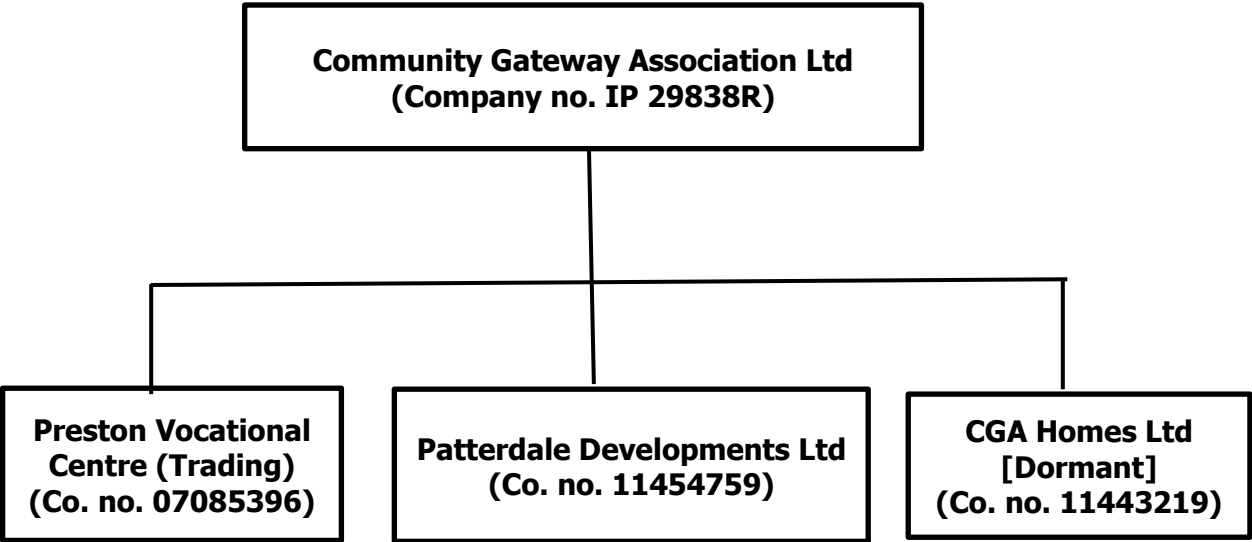 Community Gateway Association Ltd
(Company no. IP 29838R)
Preston Vocational
Centre (Trading)
(Co. no. 07085396)
Patterdale Developments Ltd
(Co. no. 11454759)
CGA Homes Ltd
[Dormant]
(Co. no. 11443219)